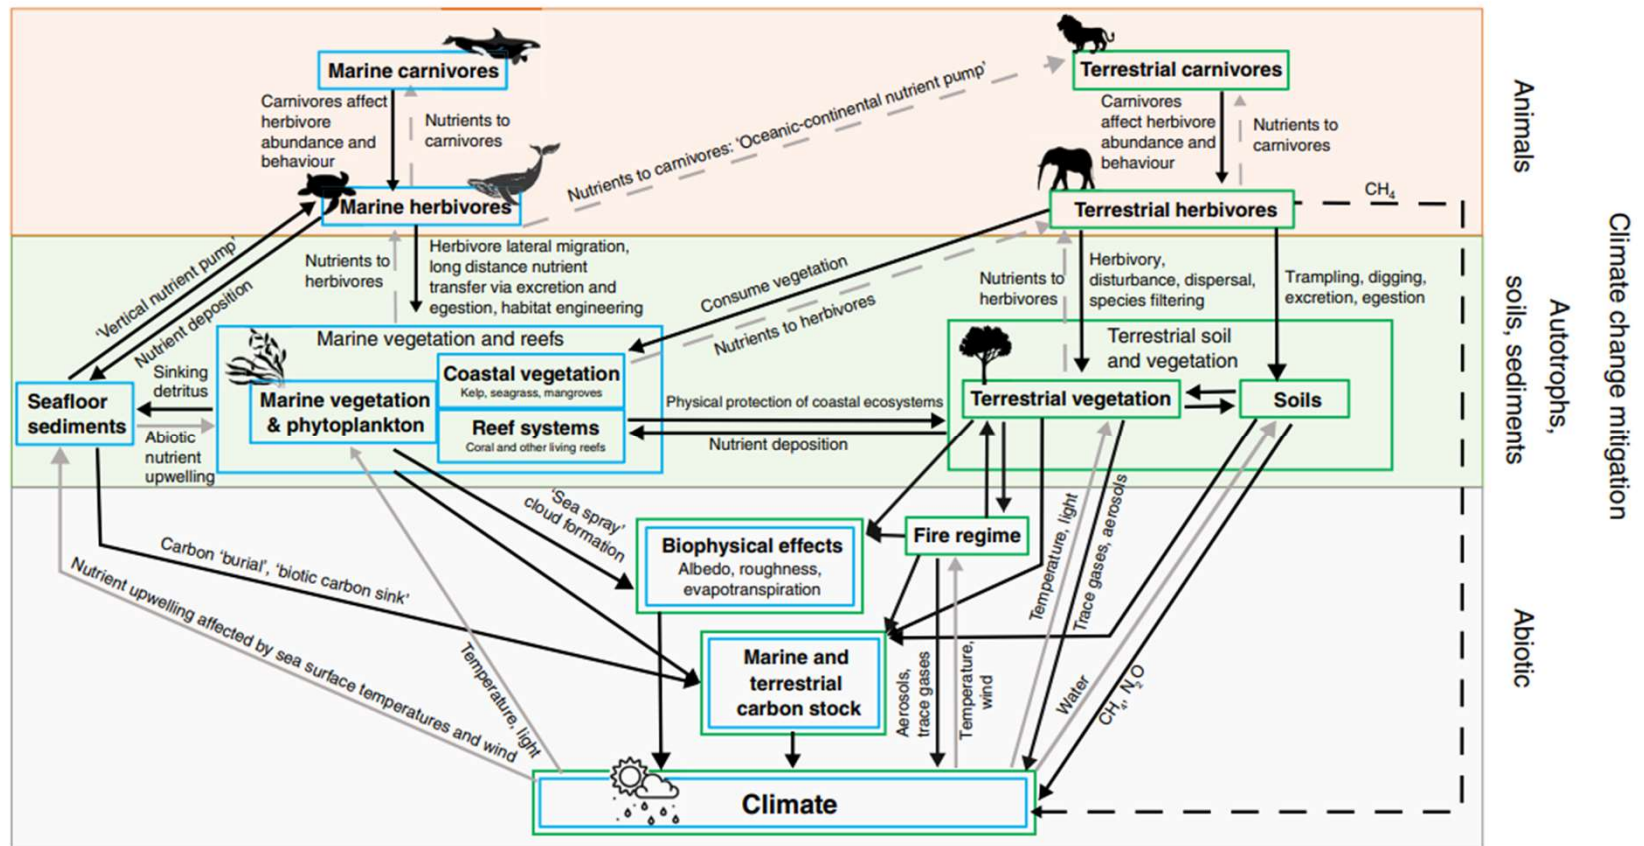 Marine carnivores
Terrestrial carnivores
Carnivores affect
herbivore
abundance and
behaviour
Nutrients to
carnivores
Nutrients to carnivores: 'Oceanic-continental nutrient pump'
Carnivores
affect herbivore
abundance and
behaviour
Nutrients to
carnivores
Animals
Marine herbivores
Terrestrial herbivores
CH₄
'Vertical nutrient pump'
Nutrient deposition
Nutrients to
herbivores
Herbivore lateral migration,
long distance nutrient
transfer via excretion and
egestion, habitat engineering
Consume vegetation
Nutrients to herbivores
Nutrients to
herbivores
Herbivory,
disturbance, dispersal,
species filtering
Trampling, digging,
excretion, egestion
Climate change mitigation
Autotrophs,
soils, sediments
Marine vegetation and reefs
Terrestrial soil
and vegetation
Sinking
detritus
Seafloor
sediments
Abiotic
nutrient
upwelling
Marine vegetation
& phytoplankton
Coastal vegetation
Kelp, seagrass, mangroves
Reef systems
Coral and other living reefs
Physical protection of coastal ecosystems
Nutrient deposition
Terrestrial vegetation
Soils
'Sea spray'
cloud formation
Biophysical effects
Albedo, roughness,
evapotranspiration
Fire regime
Temperature, light
Trace gases, aerosols
Carbon 'burial', 'biotic carbon sink'
Nutrient upwelling affected by sea surface temperatures and wind
Temperature, light
Marine and
terrestrial
carbon stock
Aerosols,
trace gases
Temperature,
wind
Water
CH₄, N₂O
Abiotic
Climate